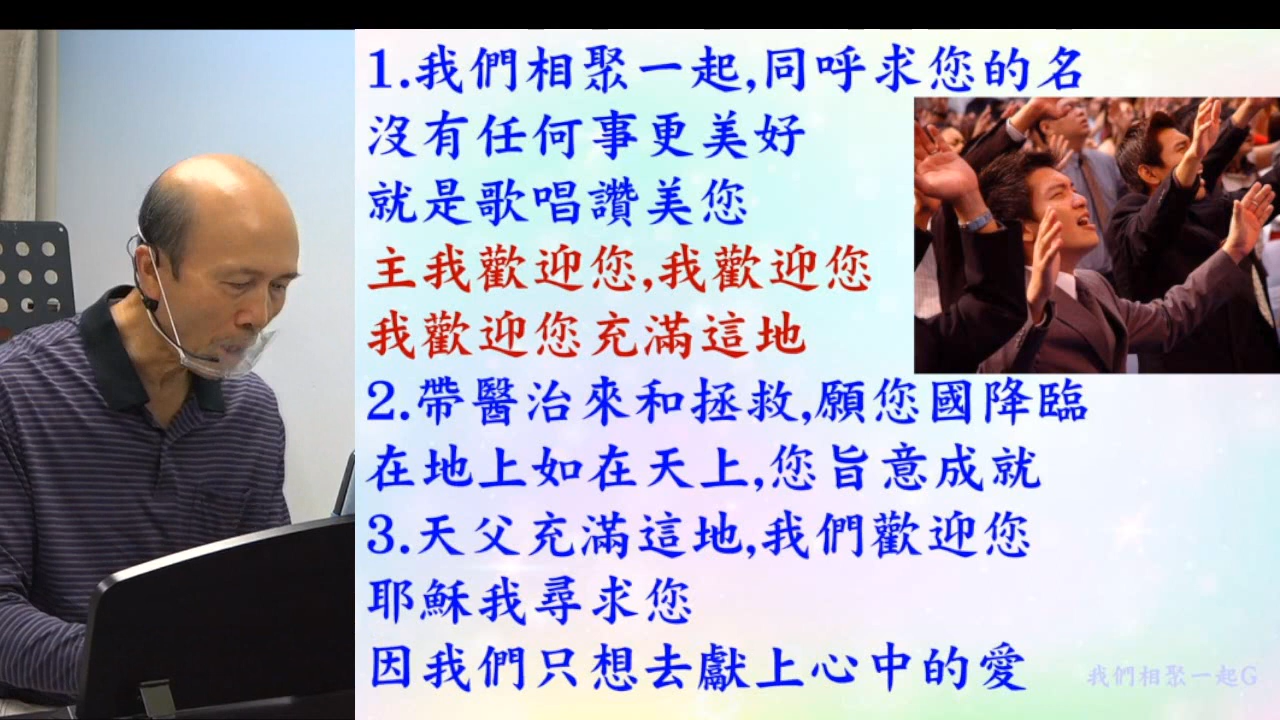 1.我們相聚一起,同呼求您的名
沒有任何事更美好
就是歌唱讚美您
主我歡迎您,我歡迎您
我歡迎您充滿這地
2.帶醫治來和拯救,願您國降臨
在地上如在天上,您旨意成就
3.天父充滿這地,我們歡迎您
耶穌我尋求您
因我們只想去獻上心中的愛
我們相聚一起G